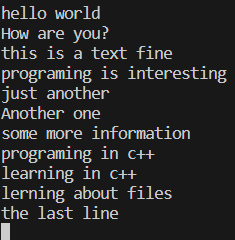 hello world
How are you?
this is a text fine
programing is interesting
just another
Another one
some more information
programing in c++
learning in c++
lerning about files
the last line